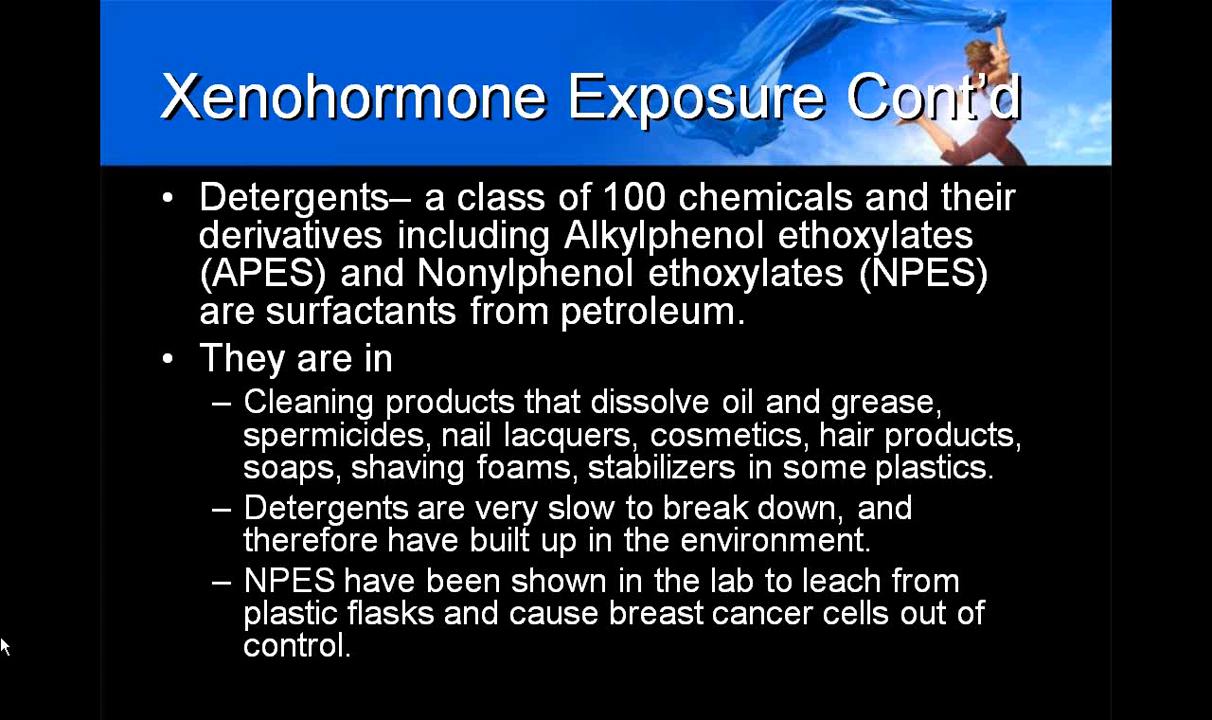 Xenohormone Exposure Cont'd
• Detergents– a class of 100 chemicals and their
derivatives including Alkylphenol ethoxylates
(APES) and Nonylphenol ethoxylates (NPES)
are surfactants from petroleum.
• They are in
– Cleaning products that dissolve oil and grease,
spermicides, nail lacquers, cosmetics, hair products,
soaps, shaving foams, stabilizers in some plastics.
– Detergents are very slow to break down, and
therefore have built up in the environment.
– NPES have been shown in the lab to leach from
plastic flasks and cause breast cancer cells out of
control.